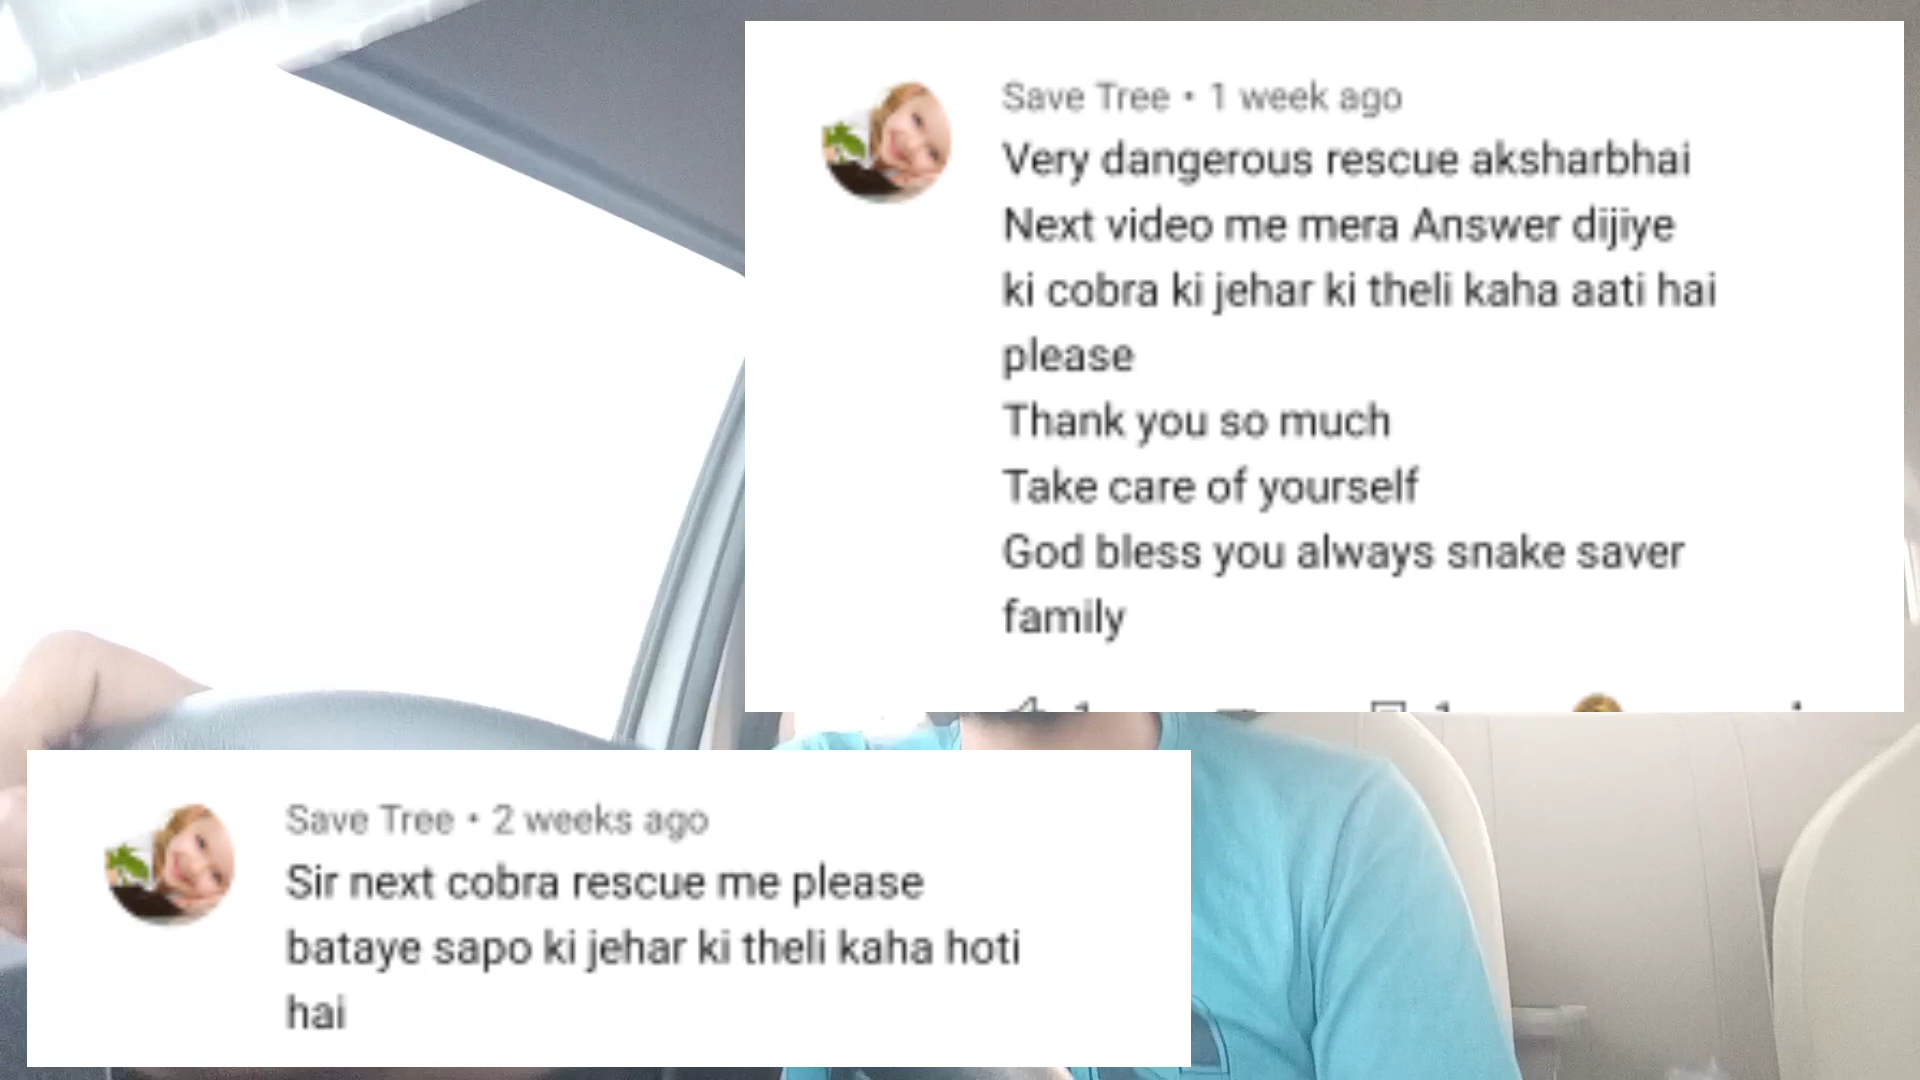 Save Tree • 1 week ago
Very dangerous rescue aksharbhai
Next video me mera Answer dijiye
ki cobra ki jehar ki theli kaha aati hai
please
Thank you so much
Take care of yourself
God bless you always snake saver
family
Save Tree • 2 weeks ago
Sir next cobra rescue me please
bataye sapo ki jehar ki theli kaha hoti
hai